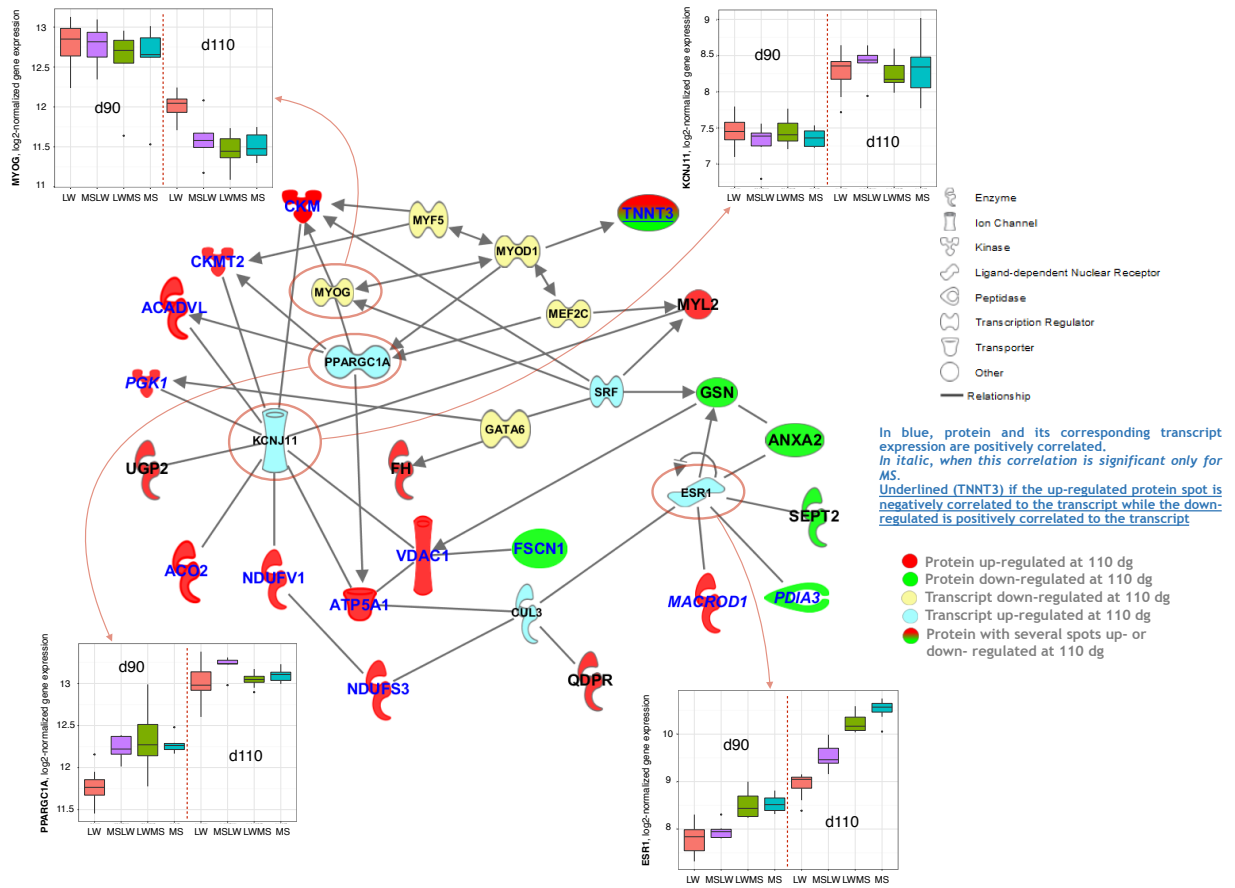 MYOG, log2-normalized gene expression
13
12.5
12
11.5
11
d90
d110
LW MSLW LWMS MS LW MSLW LWMS MS
KCNJ11, log2-normalized gene expression
9
8.5
8
7.5
7
d90
d110
LW MSLW LWMS MS LW MSLW LWMS MS
CKM
MYF5
TNNT3
MYOD1
CKMT2
MYOG
ACADVL
MEF2C
MYL2
PPARGC1A
PGK1
SRF
GSN
KCNJ11
GATA6
ANXA2
UGP2
FH
ESR1
SEPT2
ACO2
NDUFV1
VDAC1
FSCN1
ATP5A1
CUL3
MACROD1
PDIA3
NDUFS3
QDPR
Enzyme
Ion Channel
Kinase
Ligand-dependent Nuclear Receptor
Peptidase
Transcription Regulator
Transporter
Other
Relationship
In blue, protein and its corresponding transcript
expression are positively correlated.
In italic, when this correlation is significant only for
MS.
Underlined (TNNT3) if the up-regulated protein spot is
negatively correlated to the transcript while the down-
regulated is positively correlated to the transcript
Protein up-regulated at 110 dg
Protein down-regulated at 110 dg
Transcript down-regulated at 110 dg
Transcript up-regulated at 110 dg
Protein with several spots up- or
down- regulated at 110 dg
PPARGC1A, log2-normalized gene expression
13
12.5
12
11.5
d90
d110
LW MSLW LWMS MS LW MSLW LWMS MS
ESR1, log2-normalized gene expression
10
9
8
d90
d110
LW MSLW LWMS MS LW MSLW LWMS MS